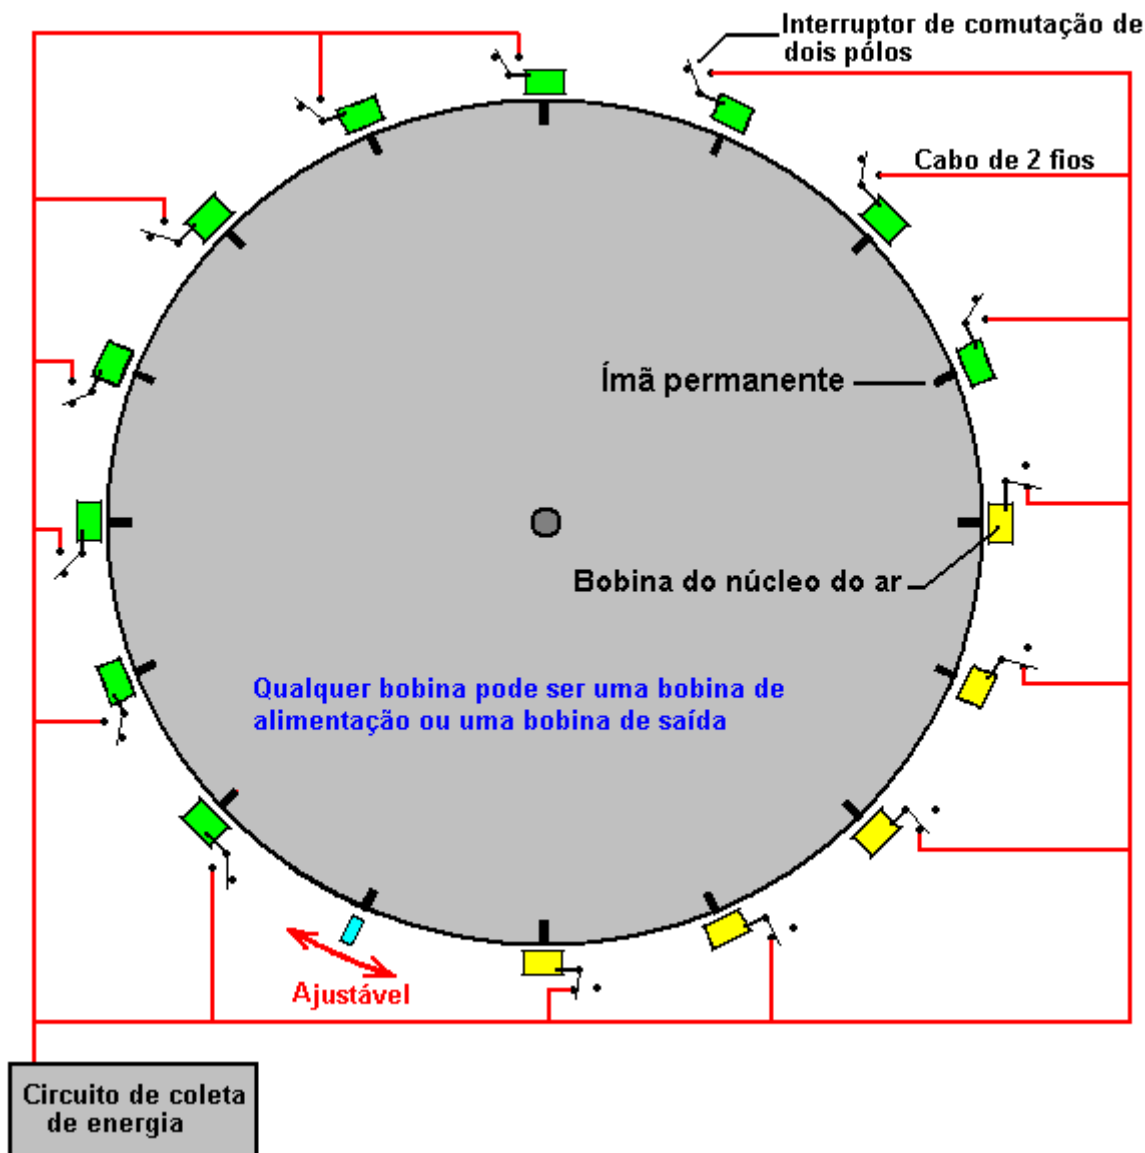 Interruptor de comutação de
dois pólos
Cabo de 2 fios
Ímã permanente
Bobina do núcleo do ar
Qualquer bobina pode ser uma bobina de
alimentação ou uma bobina de saída
Ajustável
Circuito de coleta
de energia